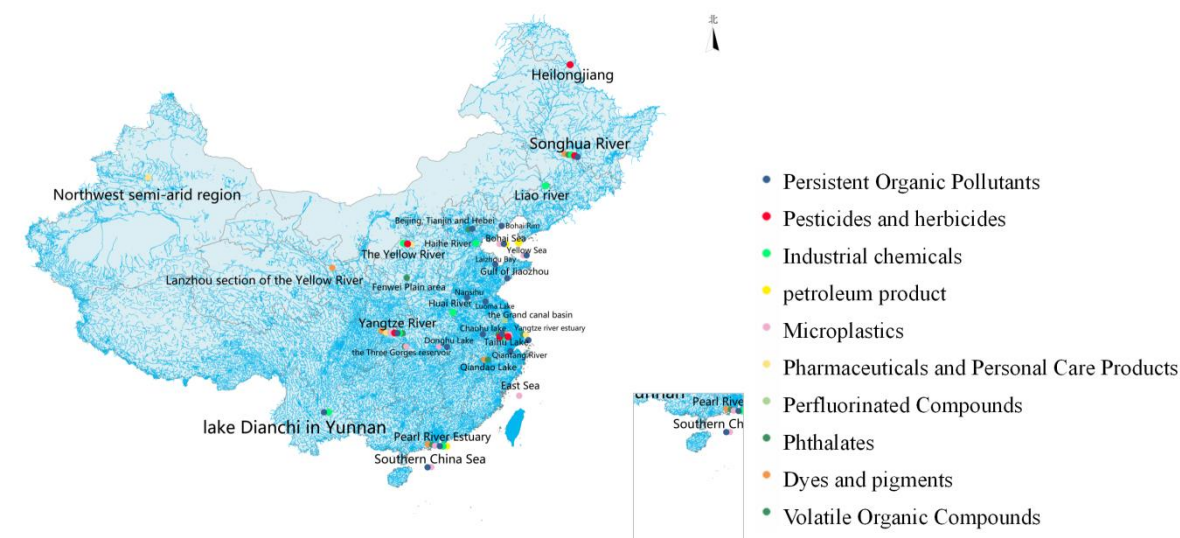 北
Heilongjiang
Songhua River
Northwest semi-arid region
Liao river
Beijing, Tianjin and Hebei
Bohai Rim
Bohai Sea
Haihe River
Yellow Sea
The Yellow River
Laizhou Bay
Lanzhou section of the Yellow River
Gulf of Jiaozhou
Fenwei Plain area
Nansihu
Huai River
Luoma Lake
the Grand canal basin
Yangtze River
Chaohu lake
Yangtze river estuary
Donghu Lake
Taihu Lake
the Three Gorges reservoir
Qiantang River
Qiandao Lake
East Sea
lake Dianchi in Yunnan
Pearl River Estuary
Southern China Sea
unnan
Pearl Rive
Southern Ch
Persistent Organic Pollutants
Pesticides and herbicides
Industrial chemicals
petroleum product
Microplastics
Pharmaceuticals and Personal Care Products
Perfluorinated Compounds
Phthalates
Dyes and pigments
Volatile Organic Compounds